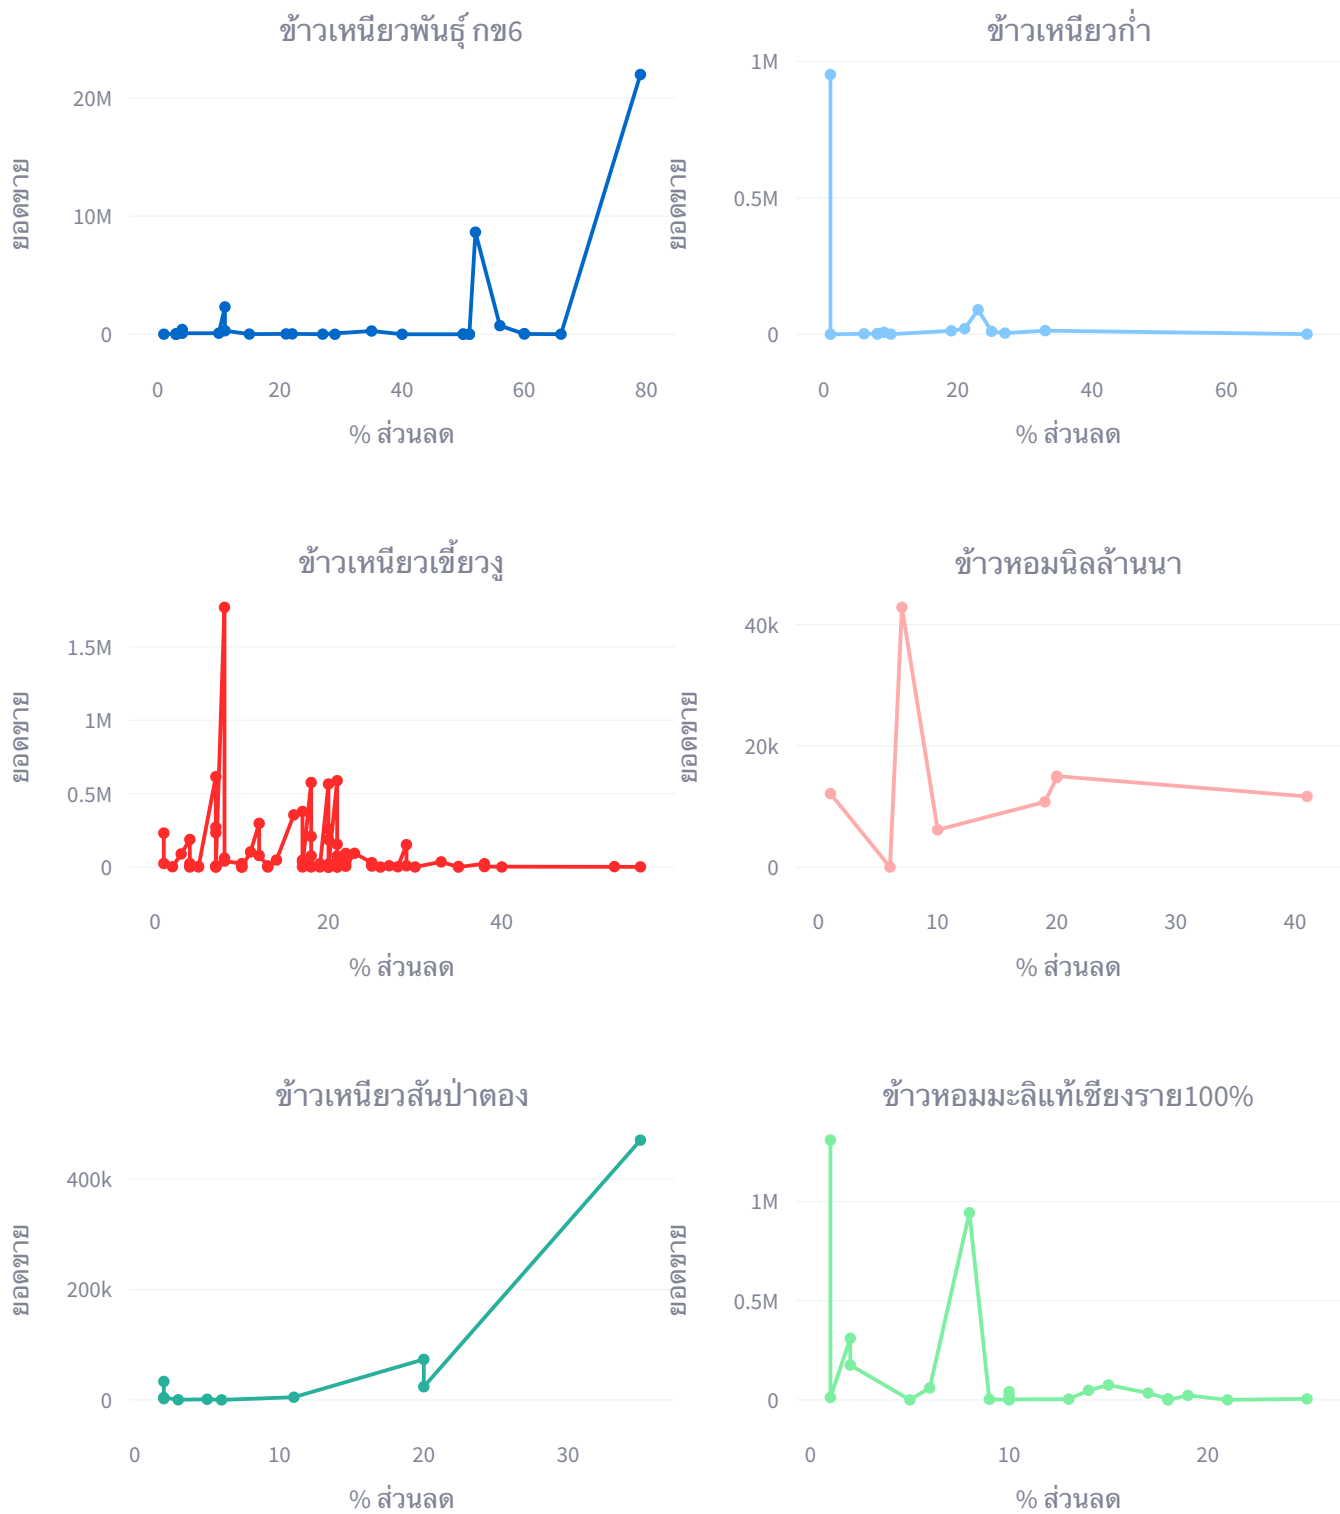 ข้าวเหนียวพันธุ์ กข6
20M
10M
0
ยอดขาย
0 20 40 60 80
% ส่วนลด
ข้าวเหนียวก่ำ
1M
0.5M
0
ยอดขาย
0 20 40 60
% ส่วนลด
ข้าวเหนียวเขี้ยวงู
1.5M
1M
0.5M
0
ยอดขาย
0 20 40
% ส่วนลด
ข้าวหอมนิลล้านนา
40k
20k
0
ยอดขาย
0 10 20 30 40
% ส่วนลด
ข้าวเหนียวสันป่าตอง
400k
200k
0
ยอดขาย
0 10 20 30
% ส่วนลด
ข้าวหอมมะลิแท้เชียงราย100%
1M
0.5M
0
ยอดขาย
0 10 20
% ส่วนลด